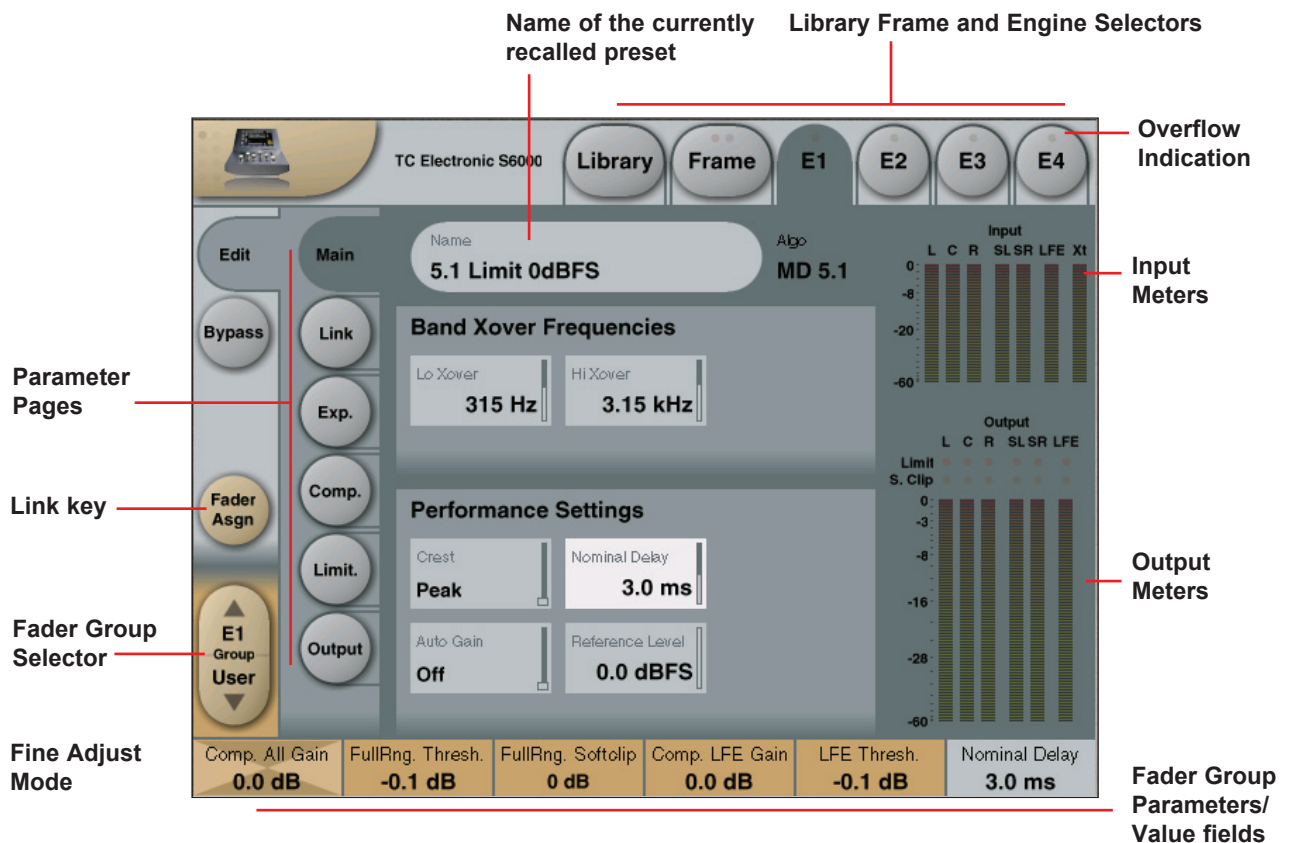 Name of the currently
recalled preset
Library Frame and Engine Selectors
Overflow
Indication
TC Electronic S6000
Library
Frame
E1
E2
E3
E4
Edit
Bypass
Parameter
Pages
Link key
Fader
Asgn
Fader Group
Selector
E1
Group
User
Fine Adjust
Mode
Main
Link
Exp.
Comp.
Limit.
Output
Name
5.1 Limit 0dBFS
Algo
MD 5.1
Band Xover Frequencies
Lo Xover
315 Hz
Hi Xover
3.15 kHz
Performance Settings
Crest
Peak
Nominal Delay
3.0 ms
Auto Gain
Off
Reference Level
0.0 dBFS
Input
L C R SL SR LFE Xt
0
-8
-20
-60
Input
Meters
Output
L C R SL SR LFE
Limit
S. Clip
0
-3
-8
-16
-28
-60
Output
Meters
Comp. All Gain
0.0 dB
FullRng. Thresh.
-0.1 dB
FullRng. Softclip
0 dB
Comp. LFE Gain
0.0 dB
LFE Thresh.
-0.1 dB
Nominal Delay
3.0 ms
Fader Group
Parameters/
Value fields